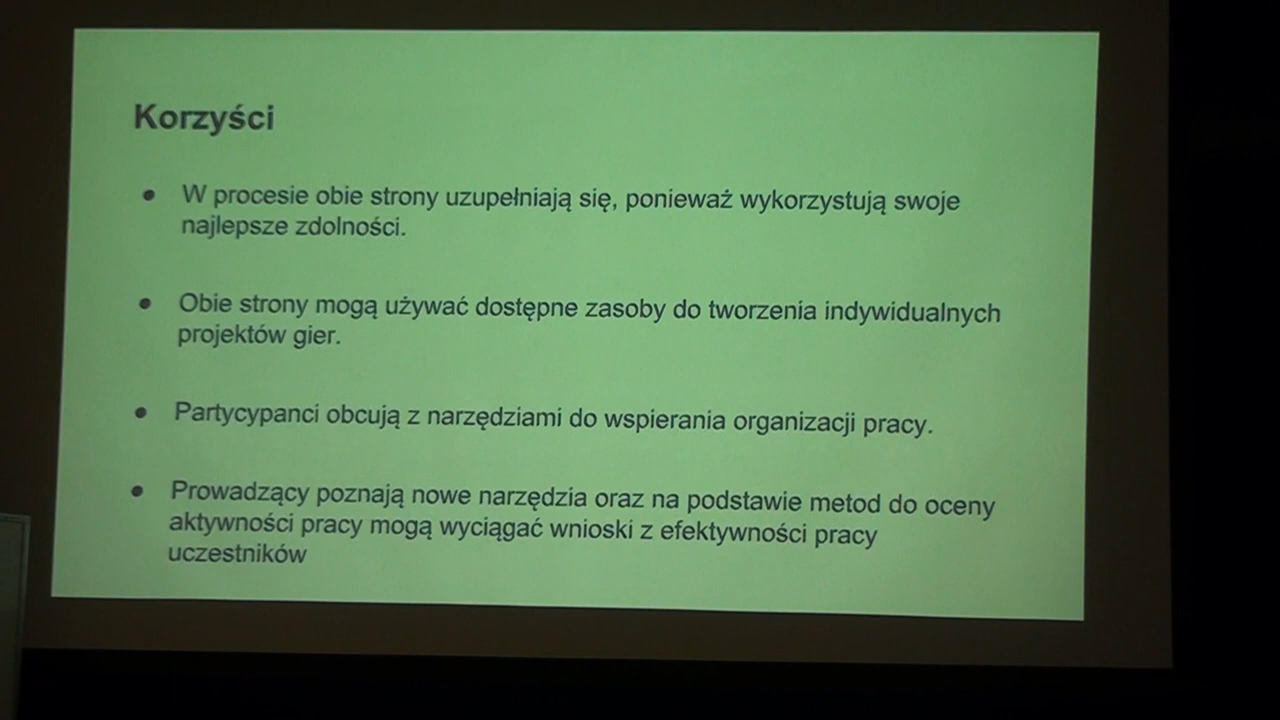 Korzyści
● W procesie obie strony uzupełniają się, ponieważ wykorzystują swoje
najlepsze zdolności.
● Obie strony mogą używać dostępne zasoby do tworzenia indywidualnych
projektów gier.
● Partycypanci obcują z narzędziami do wspierania organizacji pracy.
● Prowadzący poznają nowe narzędzia oraz na podstawie metod do oceny
aktywności pracy mogą wyciągać wnioski z efektywności pracy
uczestników